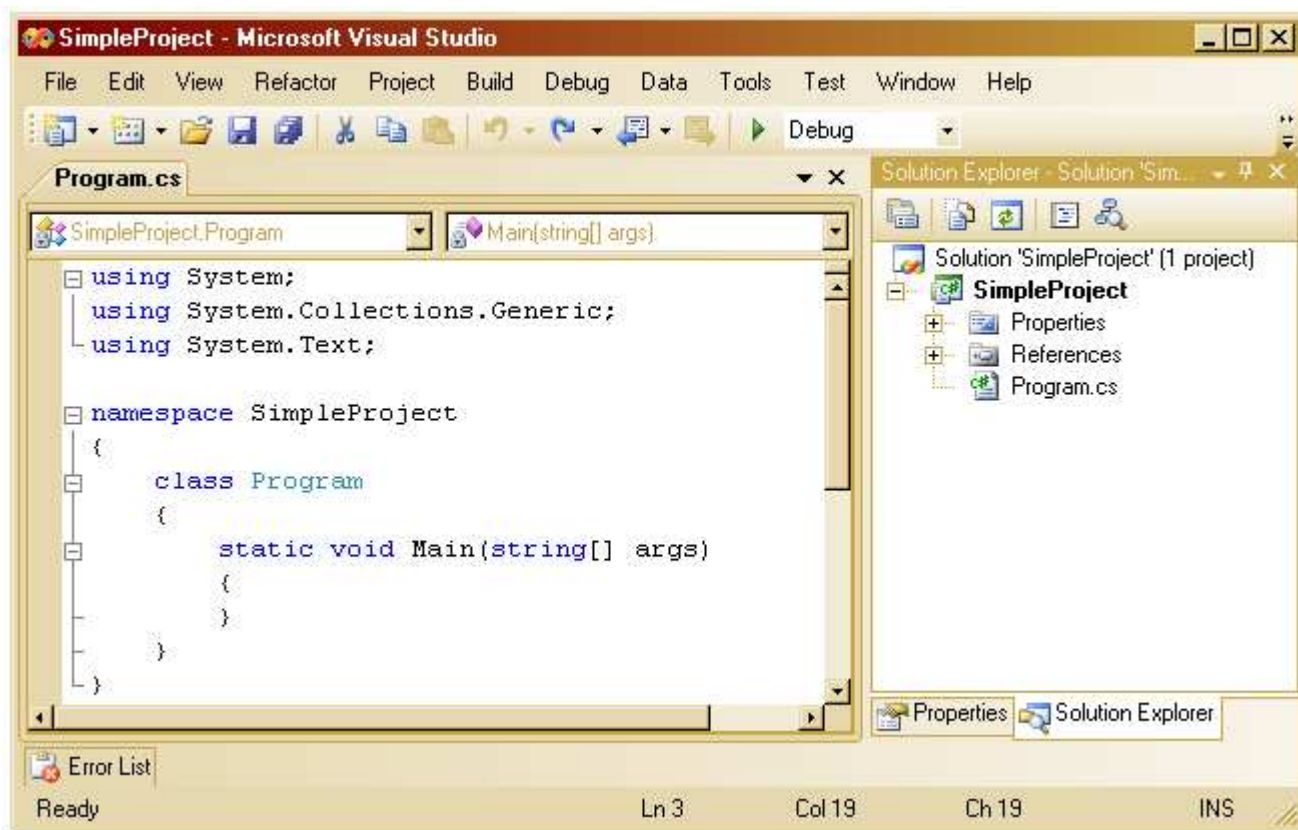 SimpleProject - Microsoft Visual Studio
File Edit View Refactor Project Build Debug Data Tools Test Window Help
Debug
Program.cs
Solution Explorer - Solution 'Sim...
SimpleProject.Program
Main(string[] args)
using System;
using System.Collections.Generic;
using System.Text;
namespace SimpleProject
{
class Program
{
static void Main(string[] args)
{
}
}
}
Solution 'SimpleProject' (1 project)
C# SimpleProject
Properties
References
C# Program.cs
Properties
Solution Explorer
Error List
Ready Ln 3 Col 19 Ch 19 INS